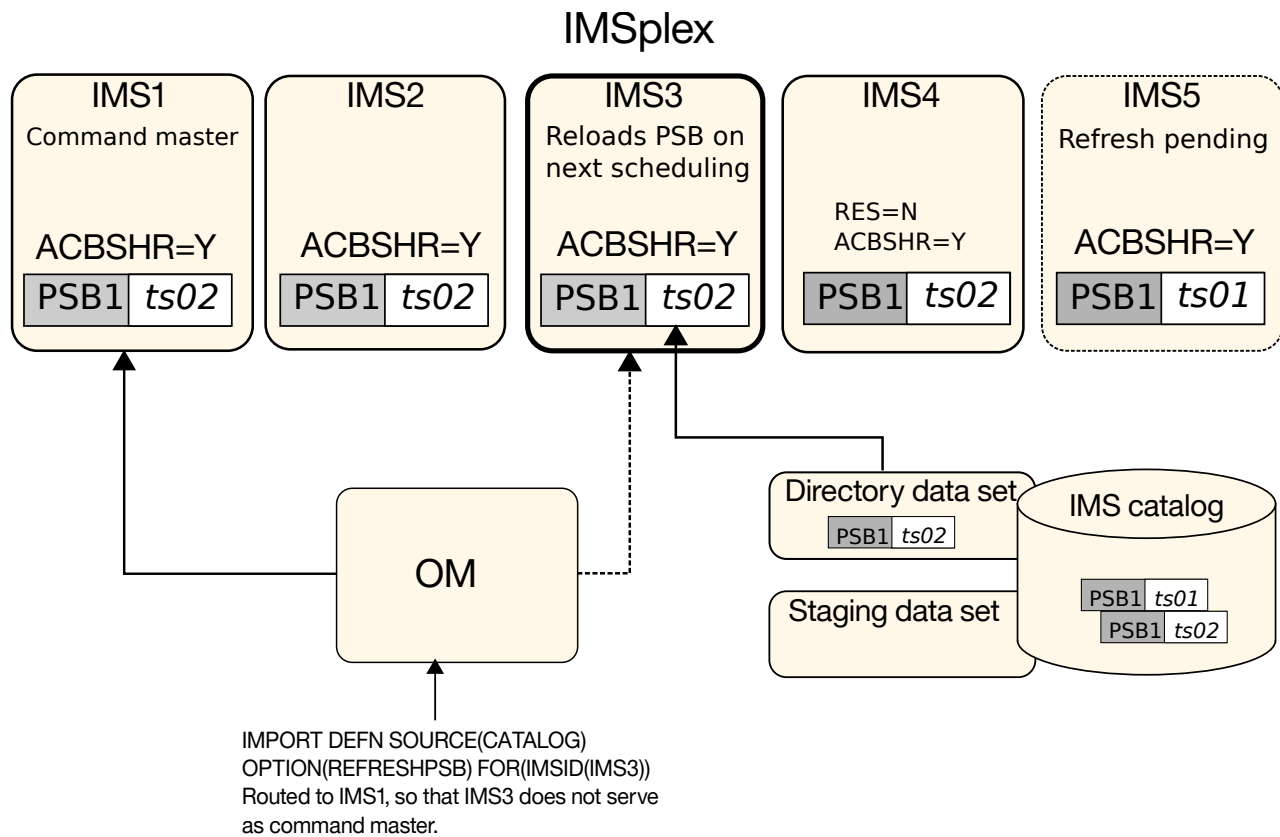 IMSplex
IMS1
Command master
ACBSHR=Y
PSB1 ts02
IMS2
ACBSHR=Y
PSB1 ts02
IMS3
Reloads PSB on
next scheduling
ACBSHR=Y
PSB1 ts02
IMS4
RES=N
ACBSHR=Y
PSB1 ts02
IMS5
Refresh pending
ACBSHR=Y
PSB1 ts01
OM
Directory data set
PSB1 ts02
Staging data set
IMS catalog
PSB1 ts01
PSB1 ts02
IMPORT DEFN SOURCE(CATALOG)
OPTION(REFRESHPSB) FOR(IMSID(IMS3))
Routed to IMS1, so that IMS3 does not serve
as command master.